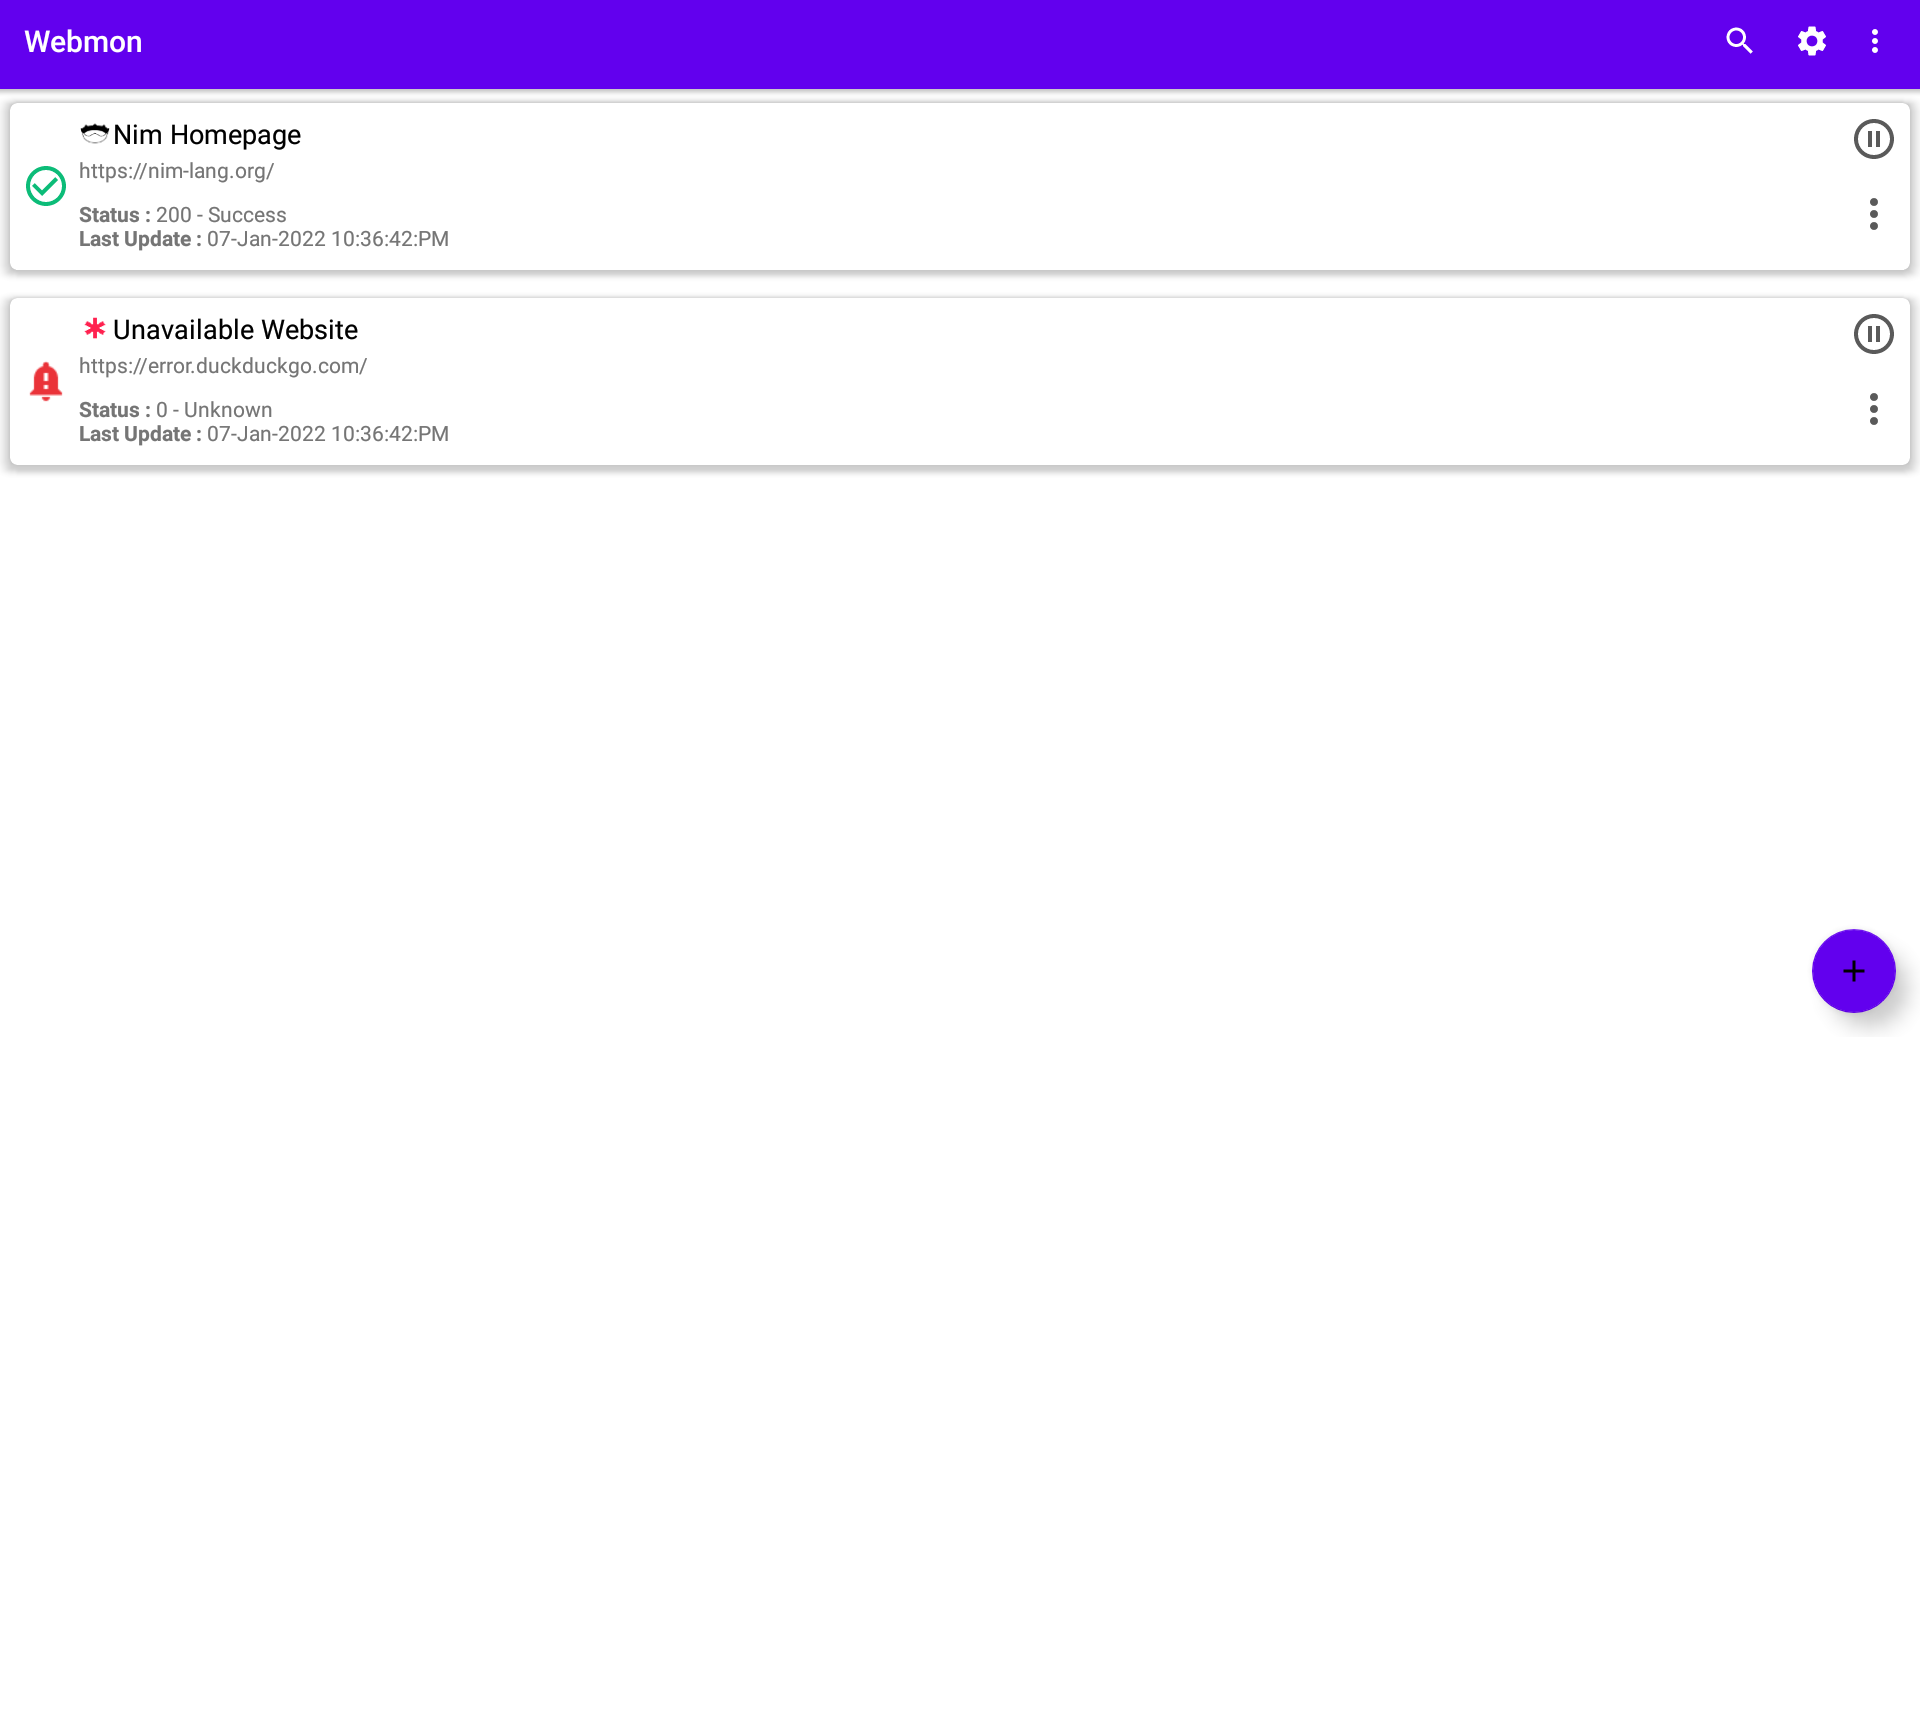 Webmon
Nim Homepage
https://nim-lang.org/
Status : 200 - Success
Last Update : 07-Jan-2022 10:36:42:PM
Unavailable Website
https://error.duckduckgo.com/
Status : 0 - Unknown
Last Update : 07-Jan-2022 10:36:42:PM